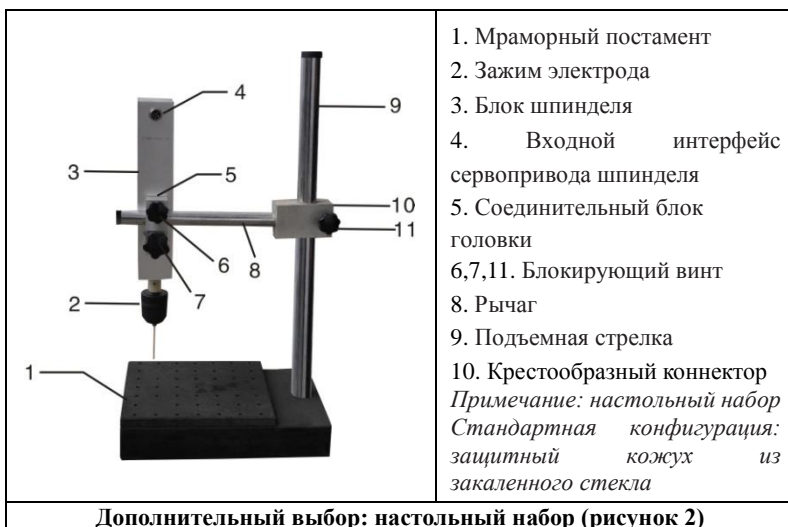 4
9
3
5
10
11
6
8
7
2
1
1. Мраморный постамент
2. Зажим электрода
3. Блок шпинделя
4. Входной интерфейс
сервопривода шпинделя
5. Соединительный блок
головки
6,7,11. Блокирующий винт
8. Рычаг
9. Подъемная стрелка
10. Крестообразный коннектор
Примечание: настольный набор
Стандартная конфигурация:
защитный кожух из
закаленного стекла
Дополнительный выбор: настольный набор (рисунок 2)